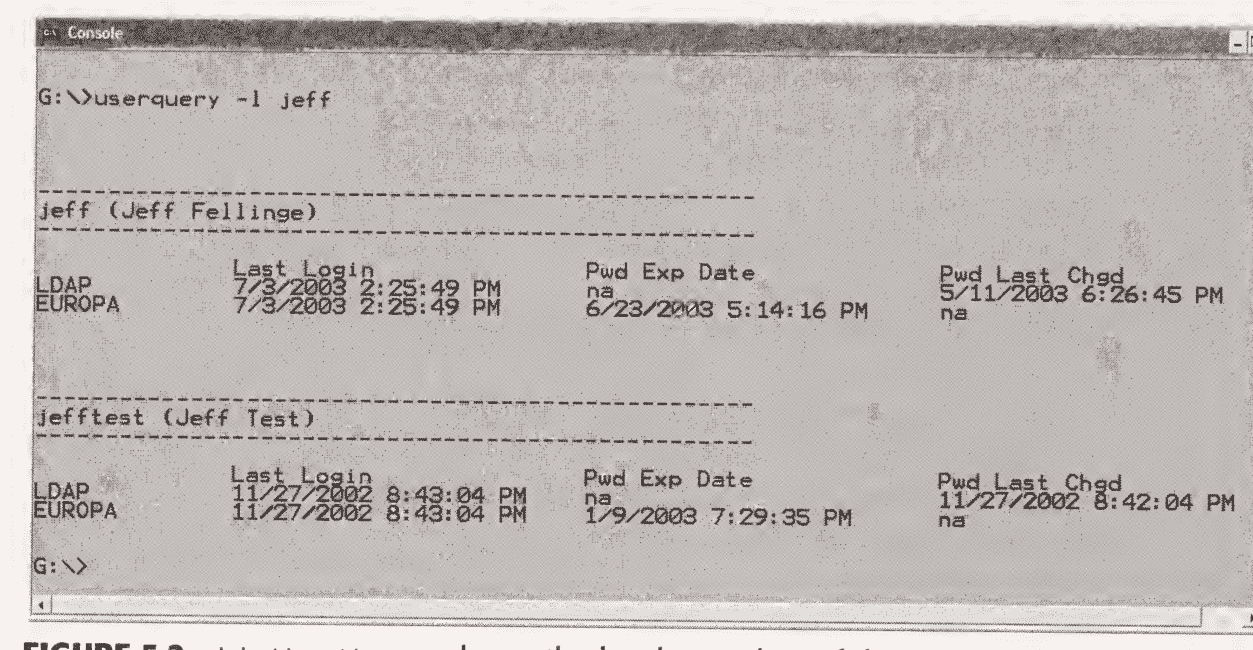 Console
G:\>userquery -l jeff
------------------------------------------------------------
jeff (Jeff Fellinge)
------------------------------------------------------------
Last Login Pwd Exp Date Pwd Last Chgd
LDAP 7/3/2003 2:25:49 PM na 5/11/2003 6:26:45 PM
EUROPA 7/3/2003 2:25:49 PM 6/23/2003 5:14:16 PM na
------------------------------------------------------------
jefftest (Jeff Test)
------------------------------------------------------------
Last Login Pwd Exp Date Pwd Last Chgd
LDAP 11/27/2002 8:43:04 PM na 11/27/2002 8:42:04 PM
EUROPA 11/27/2002 8:43:04 PM 1/9/2003 7:29:35 PM na
G:\>
FIGURE 5.2